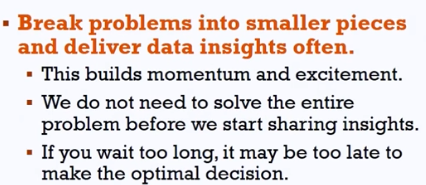 ▪ Break problems into smaller pieces
and deliver data insights often.
▪ This builds momentum and excitement.
▪ We do not need to solve the entire
problem before we start sharing insights.
▪ If you wait too long, it may be too late to
make the optimal decision.